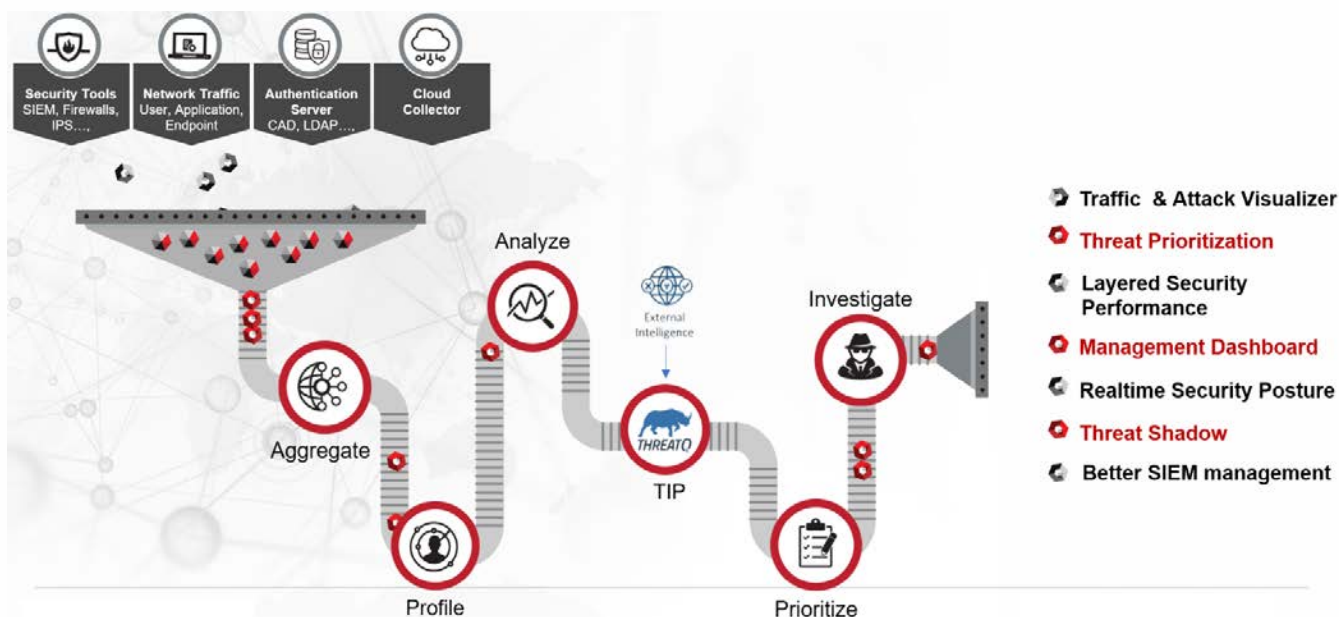 Security Tools
SIEM, Firewalls,
IPS...,
Network Traffic
User, Application,
Endpoint
Authentication
Server
CAD, LDAP...,
Cloud
Collector
Analyze
External
Intelligence
Investigate
Aggregate
THREATQ
TIP
Profile
Prioritize
Traffic & Attack Visualizer
Threat Prioritization
Layered Security
Performance
Management Dashboard
Realtime Security Posture
Threat Shadow
Better SIEM management